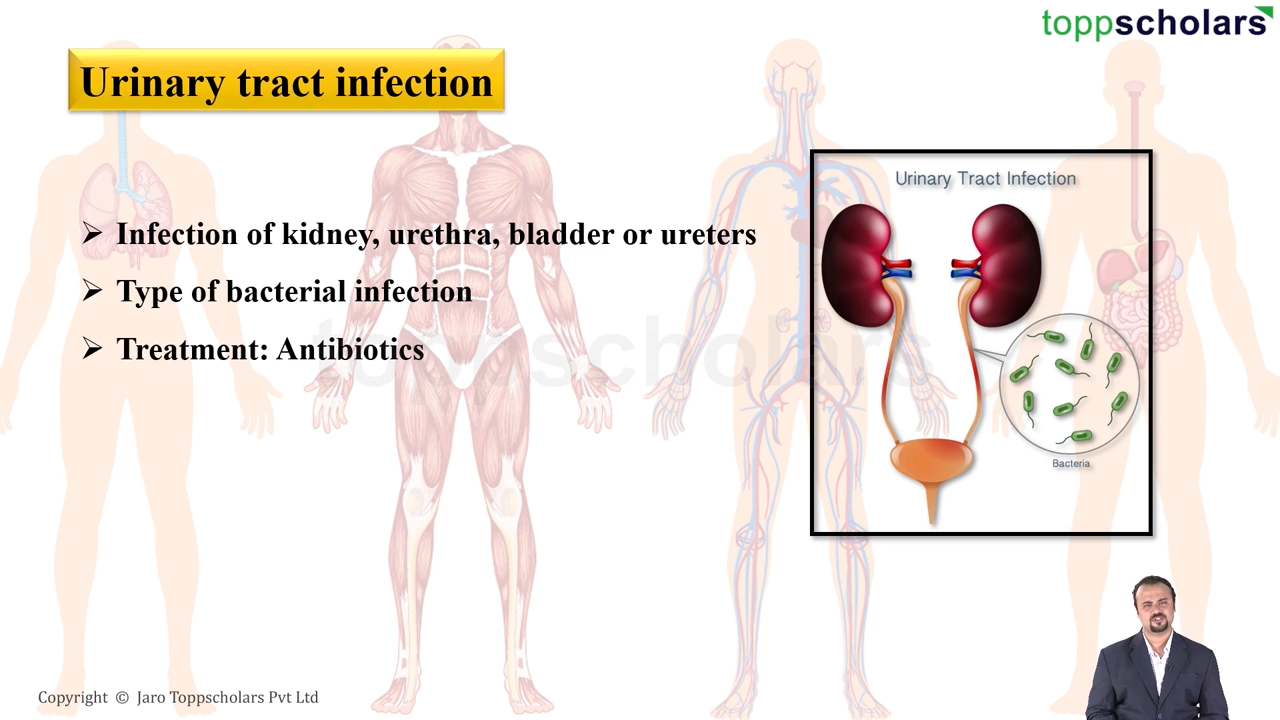 toppscholars
Urinary tract infection
Urinary Tract Infection
➢ Infection of kidney, urethra, bladder or ureters
➢ Type of bacterial infection
➢ Treatment: Antibiotics
toppscholars
Bacteria
Copyright © Jaro Toppscholars Pvt Ltd